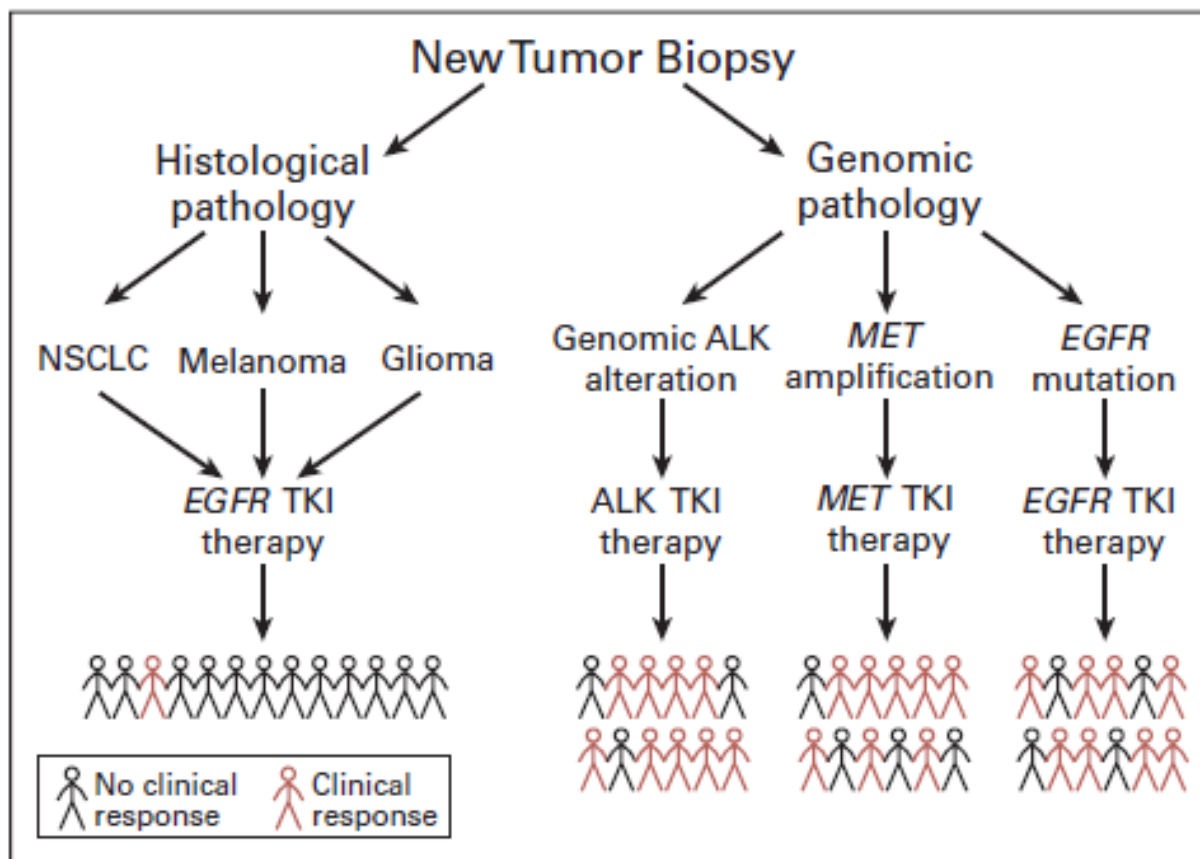 New Tumor Biopsy
Histological
pathology
Genomic
pathology
NSCLC
Melanoma
Glioma
Genomic ALK
alteration
MET
amplification
EGFR
mutation
EGFR TKI
therapy
ALK TKI
therapy
MET TKI
therapy
EGFR TKI
therapy
No clinical
response
Clinical
response